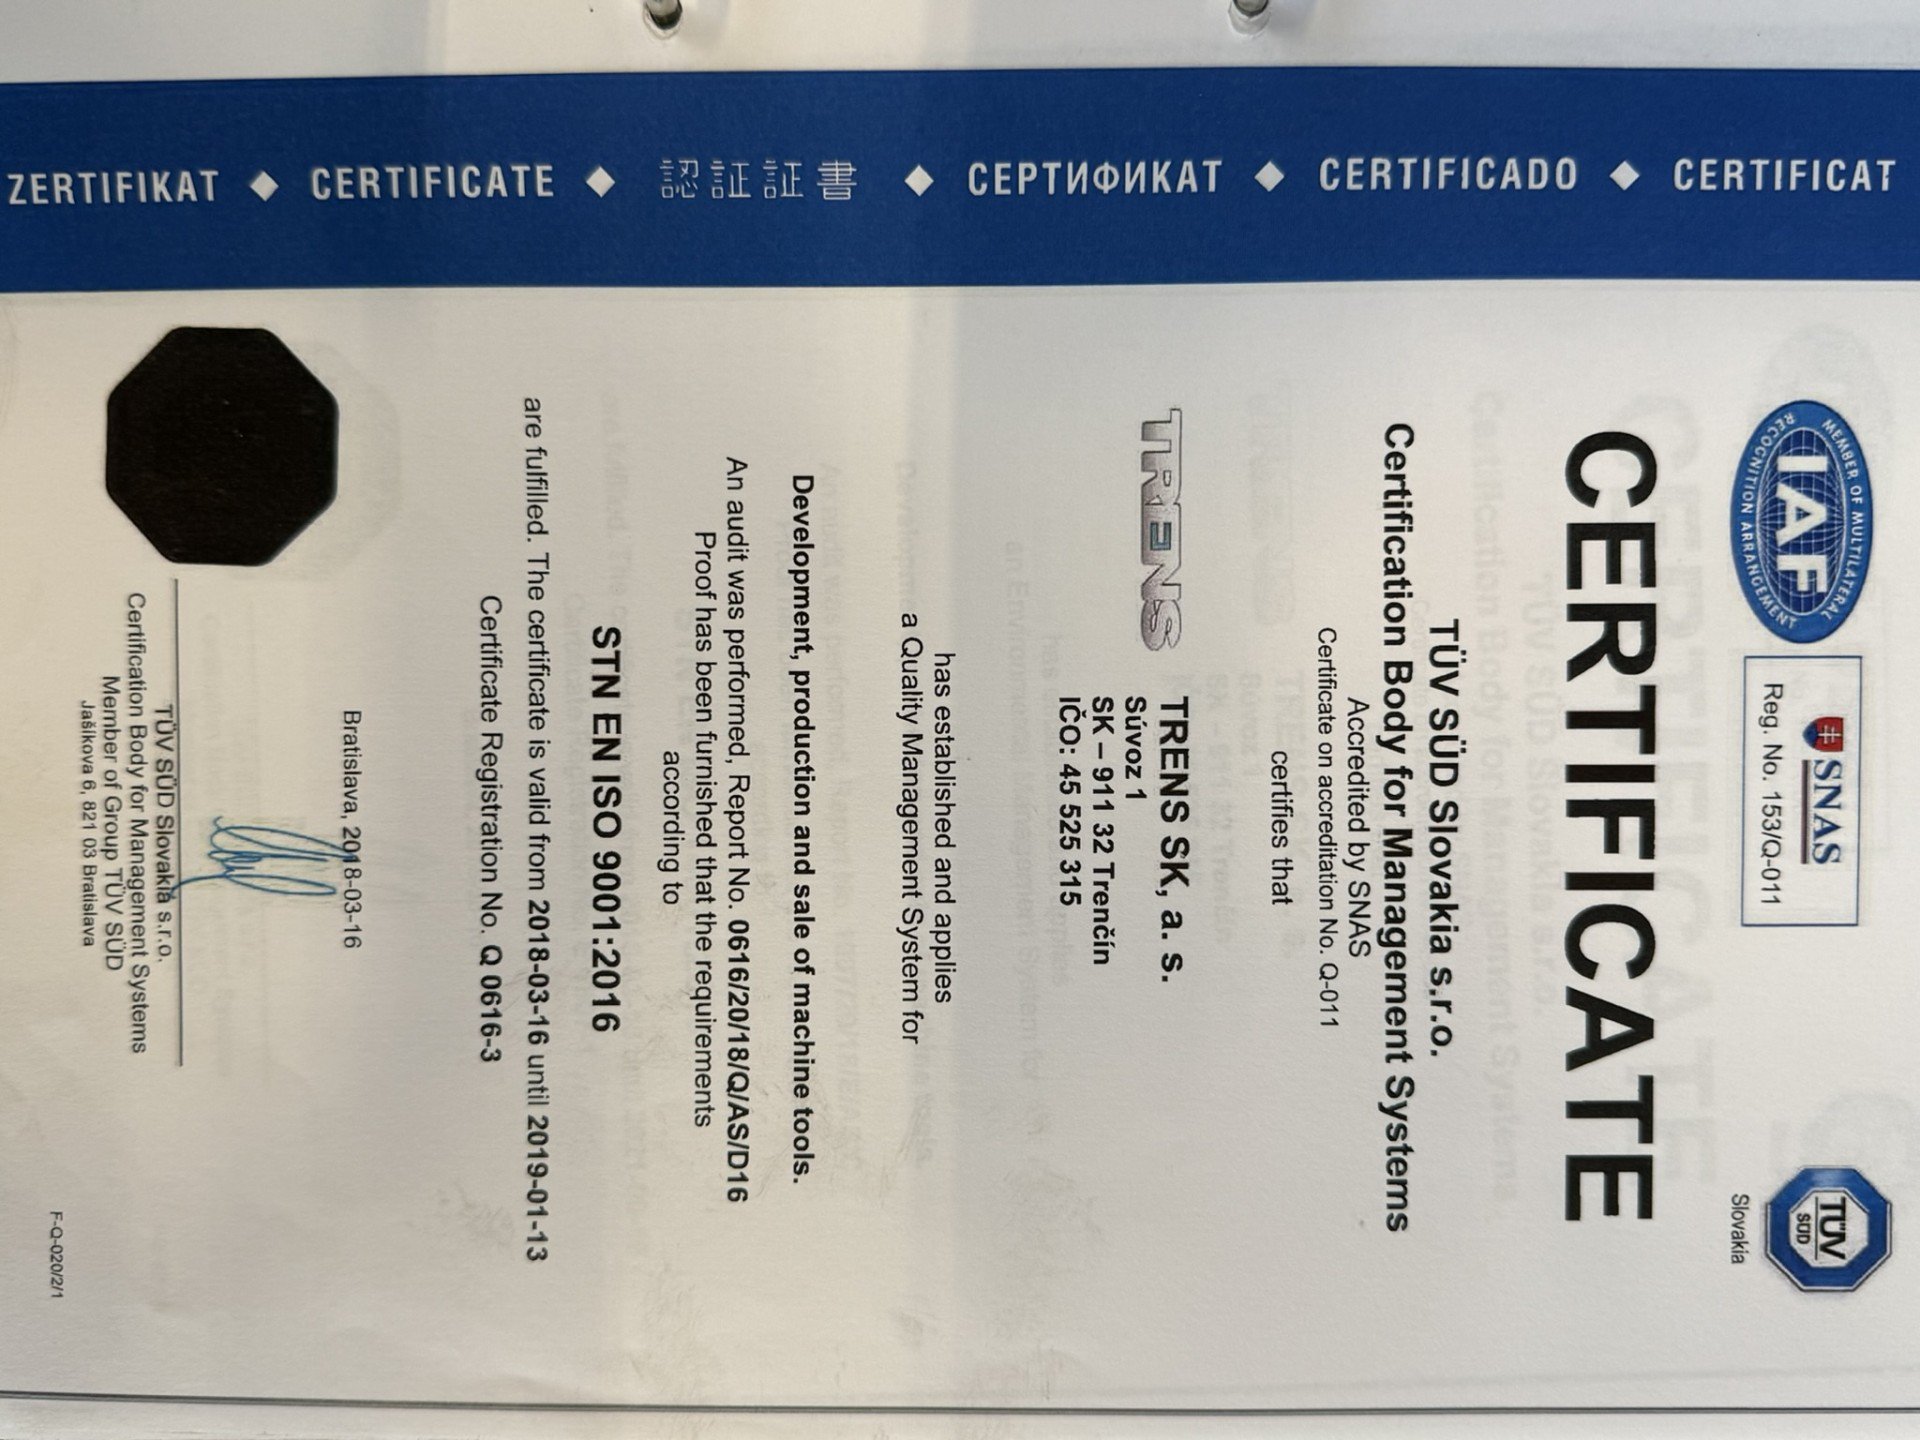 ZERTIFIKAT ◆ CERTIFICATE ◆ 認証証書 ◆ СЕРТИФИКАТ ◆ CERTIFICADO ◆ CERTIFICAT
MEMBER OF MULTILATERAL
IAF
RECOGNITION ARRANGEMENT
SNAS
Reg. No. 153/Q-011
TÜV
SÜD
Slovakia
CERTIFICATE
TÜV SÜD Slovakia s.r.o.
Certification Body for Management Systems
Accredited by SNAS
Certificate on accreditation No. Q-011
certifies that
TRENS
TRENS SK, a. s.
Súvoz 1
SK – 911 32 Trenčín
IČO: 45 525 315
has established and applies
a Quality Management System for
Development, production and sale of machine tools.
An audit was performed, Report No. 0616/20/18/Q/AS/D16
Proof has been furnished that the requirements
according to
STN EN ISO 9001:2016
are fulfilled. The certificate is valid from 2018-03-16 until 2019-01-13
Certificate Registration No. Q 0616-3
Bratislava, 2018-03-16
TÜV SÜD Slovakia s.r.o.
Certification Body for Management Systems
Member of Group TÜV SÜD
Jašíkova 6, 821 03 Bratislava
F-Q-020/2/1